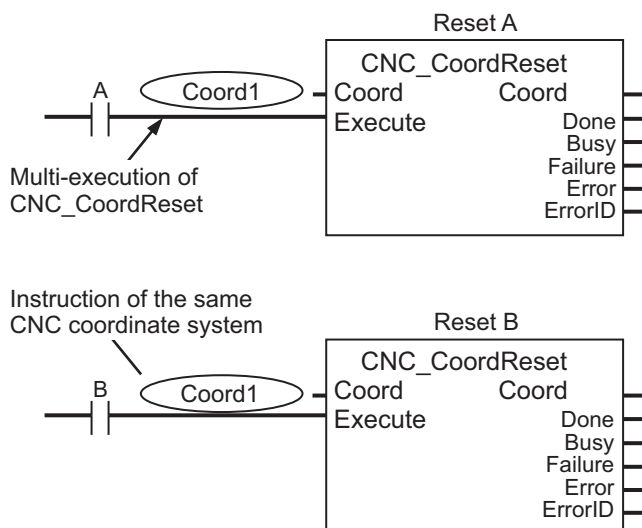 Reset A
CNC_CoordReset
A
Coord1
Coord Coord
Execute
Done
Busy
Failure
Error
ErrorID
Multi-execution of
CNC_CoordReset
Instruction of the same
CNC coordinate system
Reset B
CNC_CoordReset
B
Coord1
Coord Coord
Execute
Done
Busy
Failure
Error
ErrorID